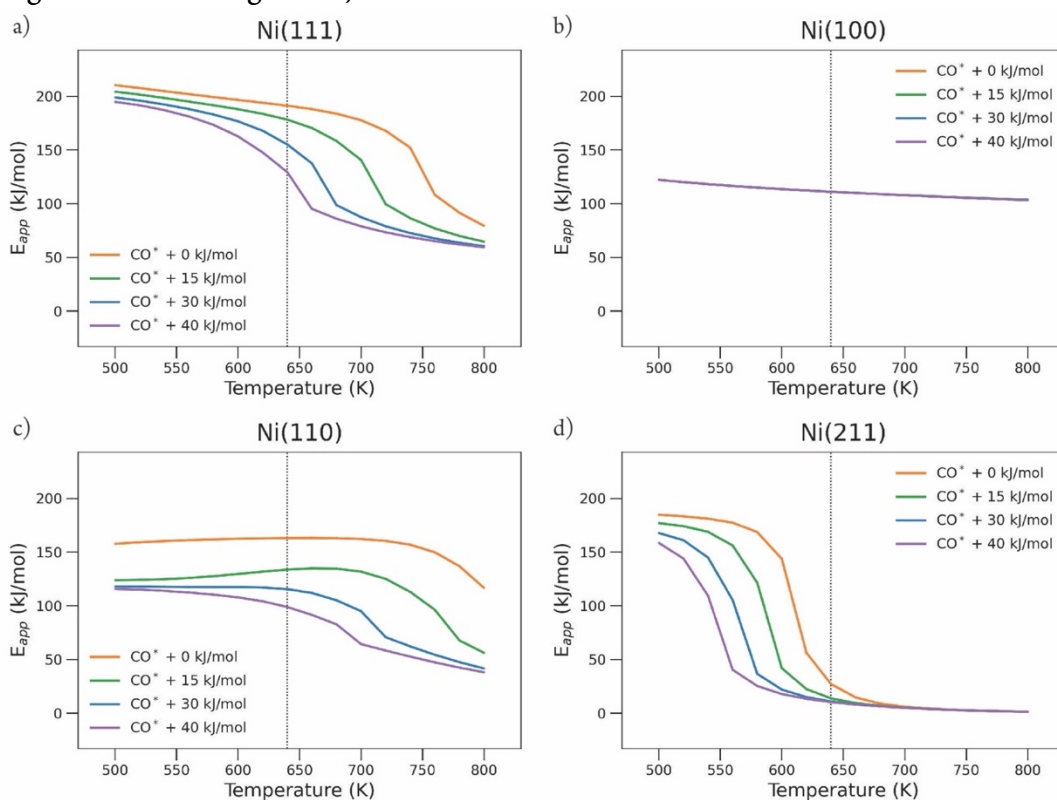 a)
Ni(111)
E_app (kJ/mol)
200
150
100
50
0
CO* + 0 kJ/mol
CO* + 15 kJ/mol
CO* + 30 kJ/mol
CO* + 40 kJ/mol
500 550 600 650 700 750 800
Temperature (K)
b)
Ni(100)
E_app (kJ/mol)
200
150
100
50
0
CO* + 0 kJ/mol
CO* + 15 kJ/mol
CO* + 30 kJ/mol
CO* + 40 kJ/mol
500 550 600 650 700 750 800
Temperature (K)
c)
Ni(110)
E_app (kJ/mol)
200
150
100
50
0
CO* + 0 kJ/mol
CO* + 15 kJ/mol
CO* + 30 kJ/mol
CO* + 40 kJ/mol
500 550 600 650 700 750 800
Temperature (K)
d)
Ni(211)
E_app (kJ/mol)
200
150
100
50
0
CO* + 0 kJ/mol
CO* + 15 kJ/mol
CO* + 30 kJ/mol
CO* + 40 kJ/mol
500 550 600 650 700 750 800
Temperature (K)